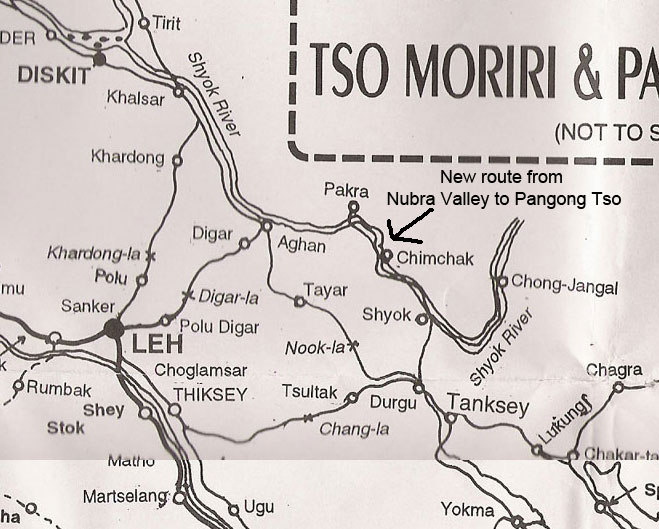 Tirit
DER
DISKIT
TSO MORIRI & PA
(NOT TO S
Khalsar
Shyok River
Khardong
New route from
Nubra Valley to Pangong Tso
Pakra
Digar
Aghan
Khardong-la
Chimchak
Polu
Digar-la
Tayar
Chong-Jangal
mu
Sanker
Polu Digar
Shyok
LEH
Nook-la
Shyok River
Choglamsar
Chagra
k
Rumbak
THIKSEY
Tsultak
Durgu
Tanksey
Shey
Stok
Chang-la
Lukung
Chakar-ta
Matho
Martselang
Sp
ha
Ugu
Yokma